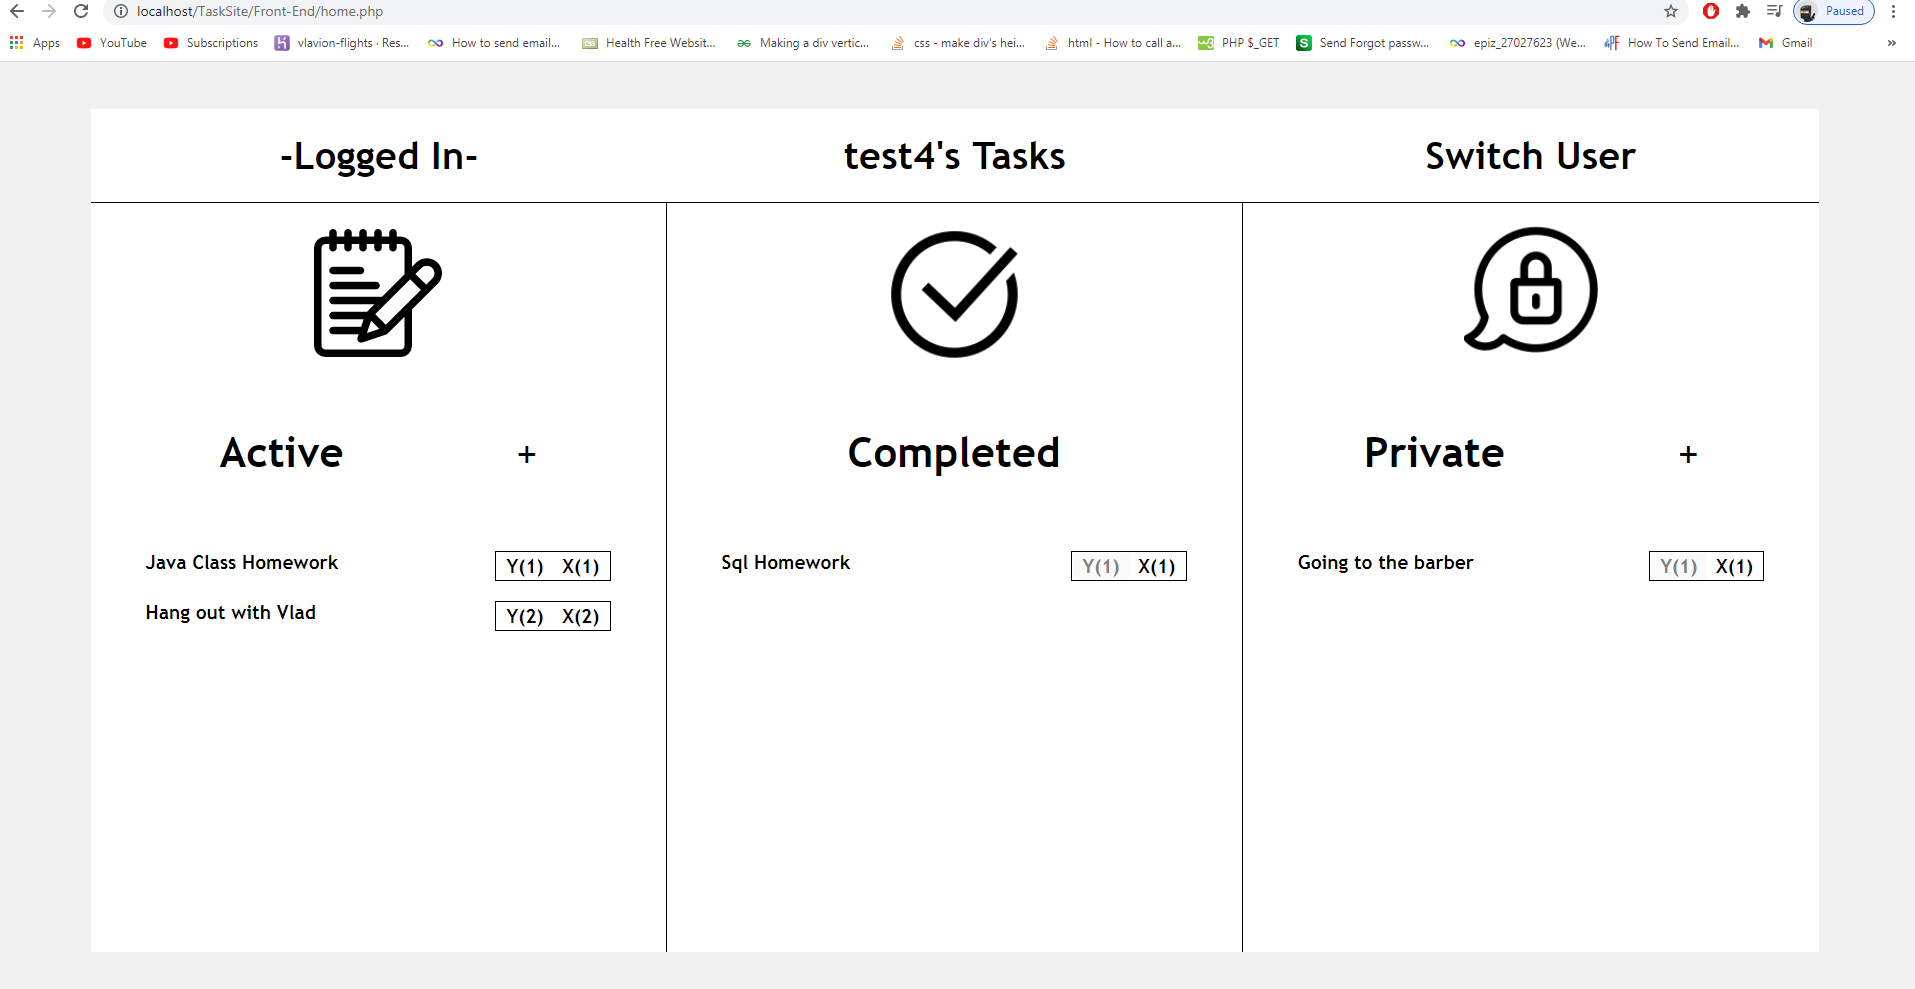 localhost/TaskSite/Front-End/home.php Paused
Apps YouTube Subscriptions vlavion-flights · Res... How to send email... Health Free Websit... Making a div vertic... css - make div's hei... html - How to call a... PHP $_GET Send Forgot passw... epiz_27027623 (We... How To Send Email... Gmail »
-Logged In- test4's Tasks Switch User
Active + Completed Private +
Java Class Homework Y(1) X(1) Sql Homework Y(1) X(1) Going to the barber Y(1) X(1)
Hang out with Vlad Y(2) X(2)